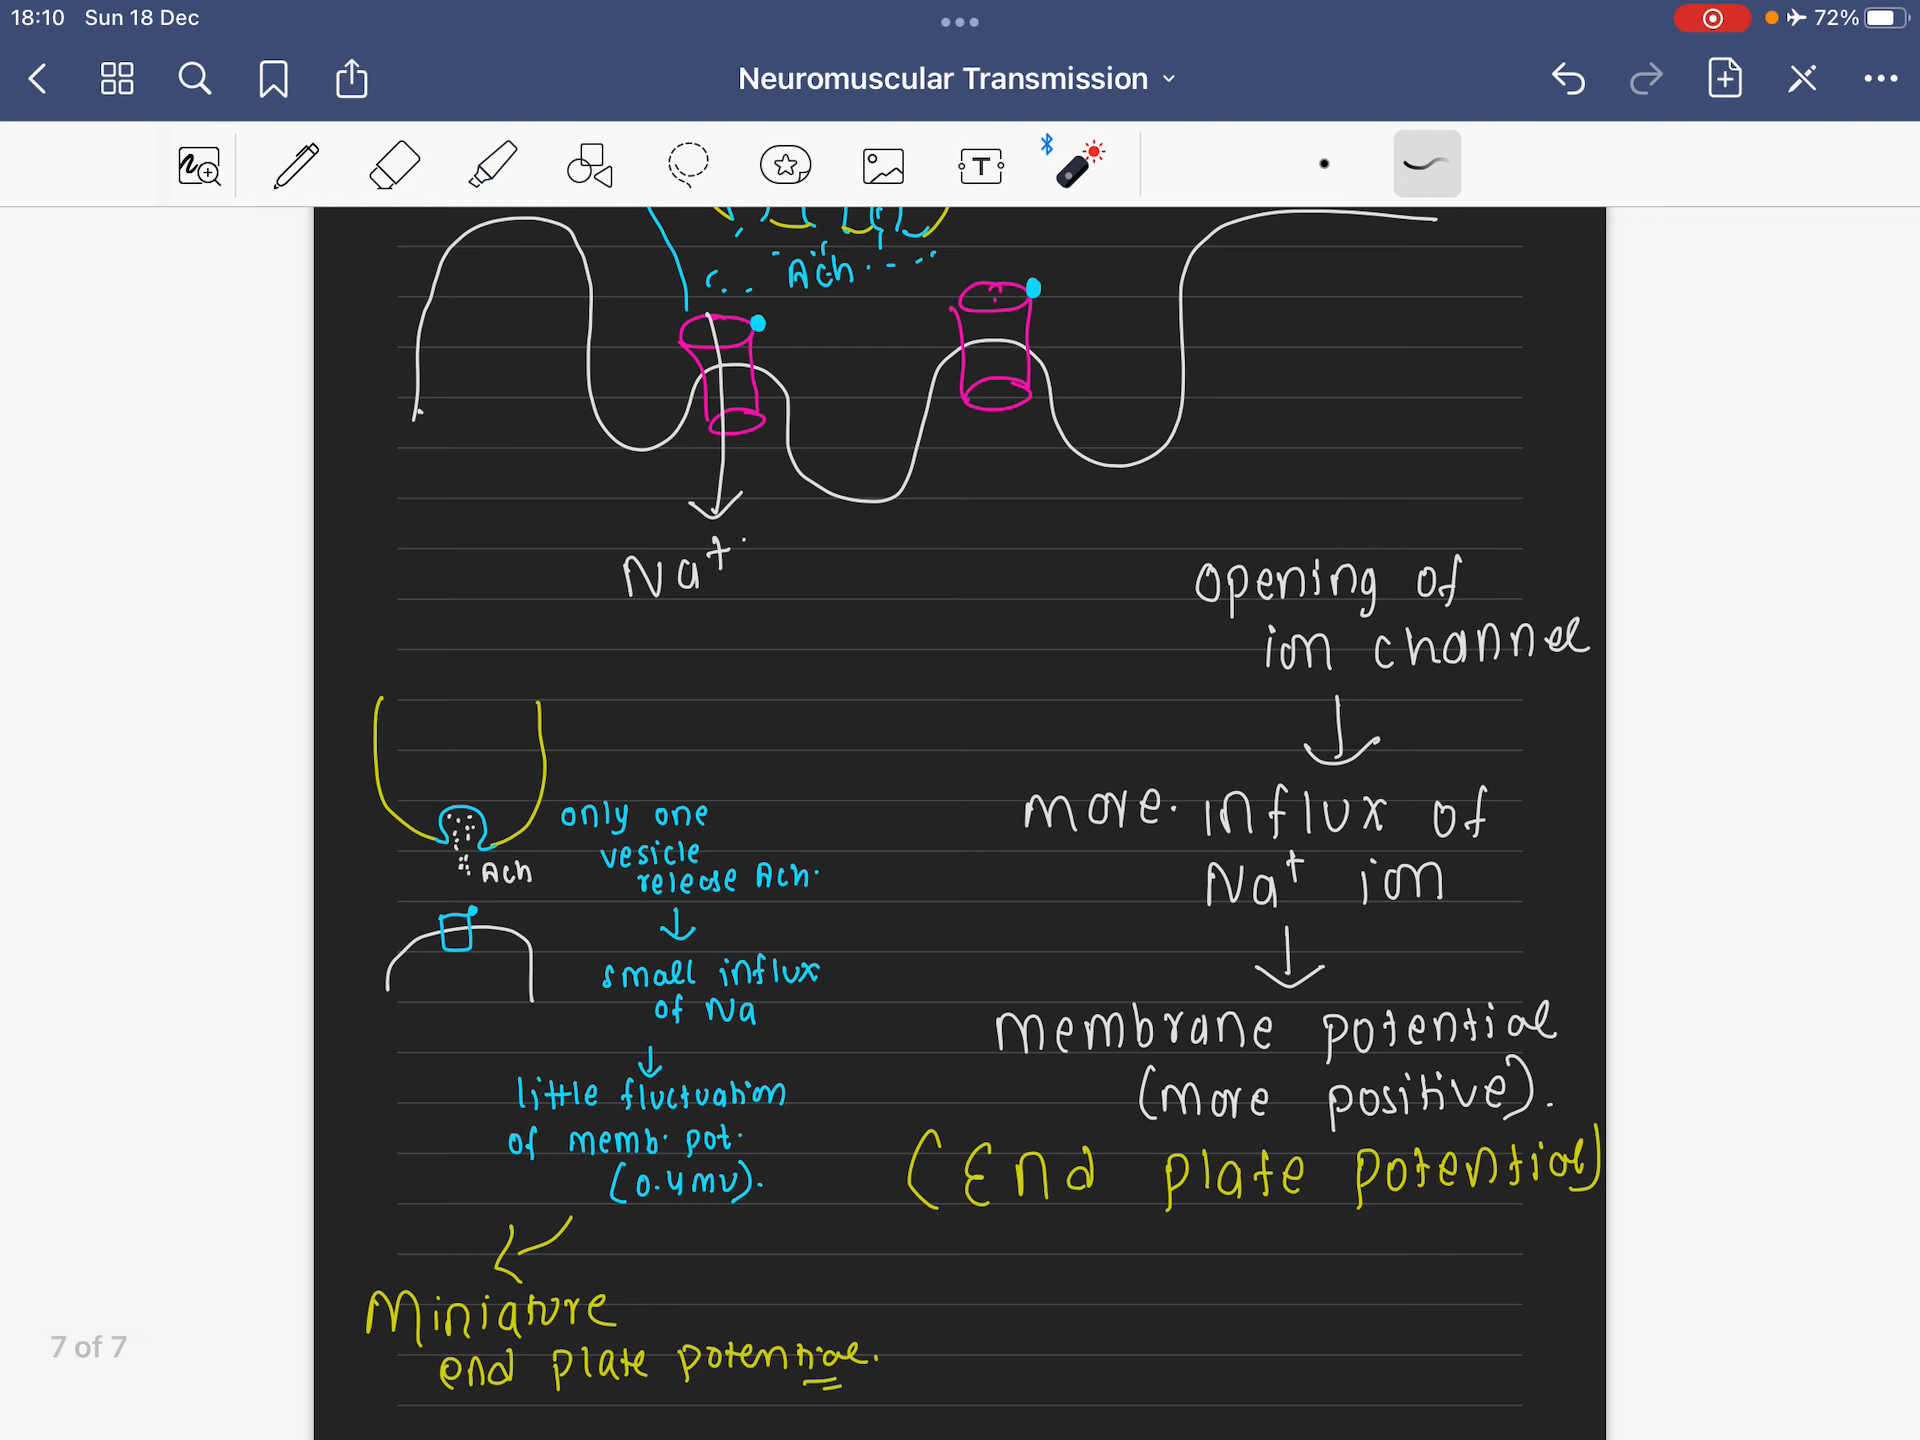 18:10 Sun 18 Dec
72%
Neuromuscular Transmission
T
Ach
Na+
Opening of
ion channel
more influx of
Na+ ion
membrane potential
(more positive).
(End plate potential)
Ach
only one
vesicle
release Ach.
small influx
of Na
little fluctuation
of memb. pot.
(0.4mv).
Miniature
end plate potential.
7 of 7